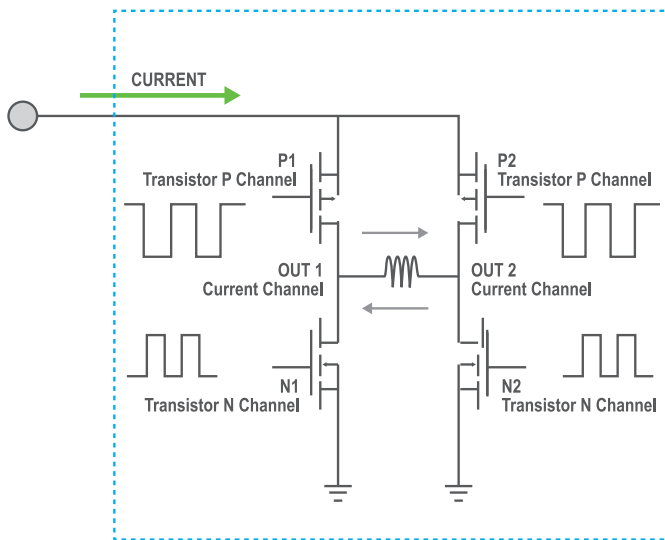 CURRENT
P1
Transistor P Channel
P2
Transistor P Channel
OUT 1
Current Channel
OUT 2
Current Channel
N1
Transistor N Channel
N2
Transistor N Channel